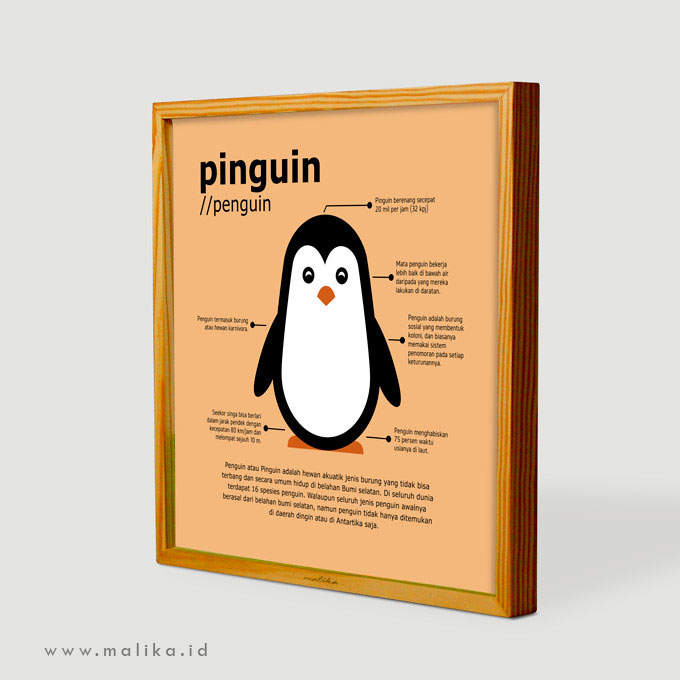 pinguin
//penguin
Pinguin berenang secepat
20 mil per jam (32 kpj)
Mata penguin bekerja
lebih baik di bawah air
daripada yang mereka
lakukan di daratan.
Penguin termasuk burung
atau hewan karnivora.
Penguin adalah burung
sosial yang membentuk
koloni, dan biasanya
memakai sistem
penomoran pada setiap
keturunannya.
Seekor singa bisa berlari
dalam jarak pendek dengan
kecepatan 80 km/jam dan
melompat sejauh 10 m.
Penguin menghabiskan
75 persen waktu
usianya di laut.
Penguin atau Pinguin adalah hewan akuatik jenis burung yang tidak bisa
terbang dan secara umum hidup di belahan Bumi selatan. Di seluruh dunia
terdapat 16 spesies penguin. Walaupun seluruh jenis penguin awalnya
berasal dari belahan bumi selatan, namun penguin tidak hanya ditemukan
di daerah dingin atau di Antartika saja.
malika
www.malika.id